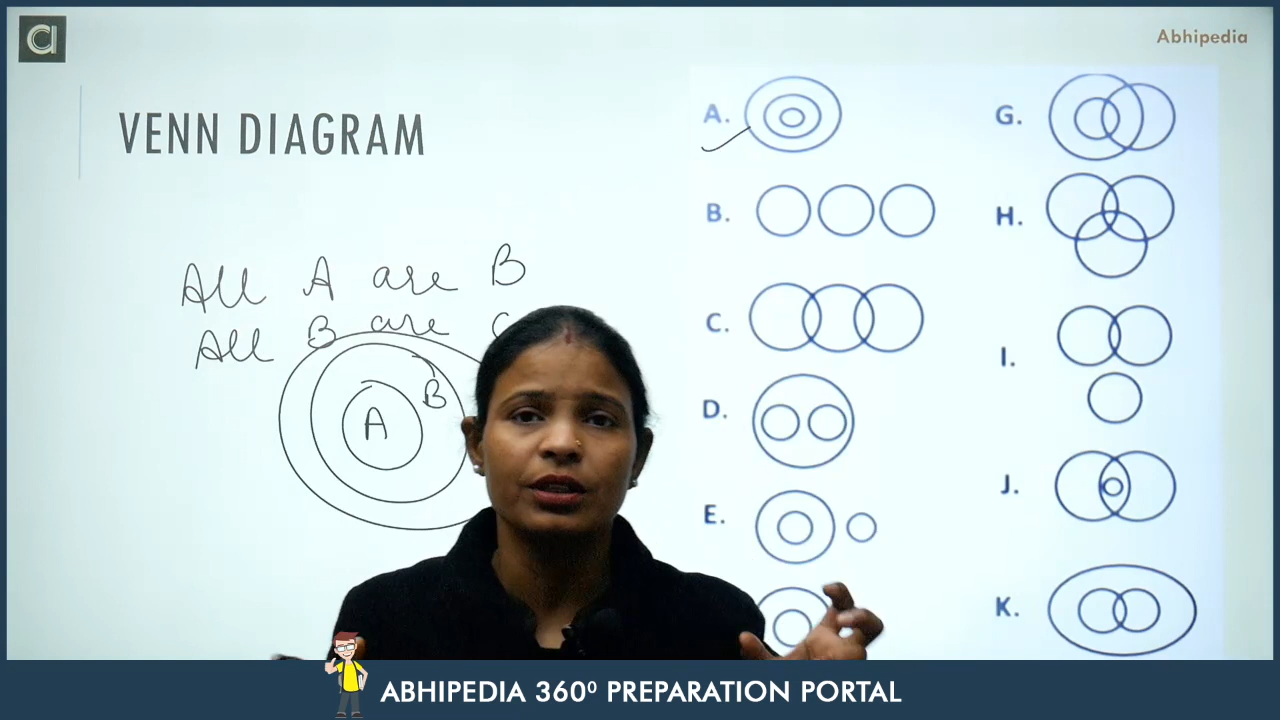 Abhipedia
VENN DIAGRAM
All A are B
All B are
A
B
A.
B.
C.
D.
E.
G.
H.
I.
J.
K.
ABHIPEDIA 360⁰ PREPARATION PORTAL